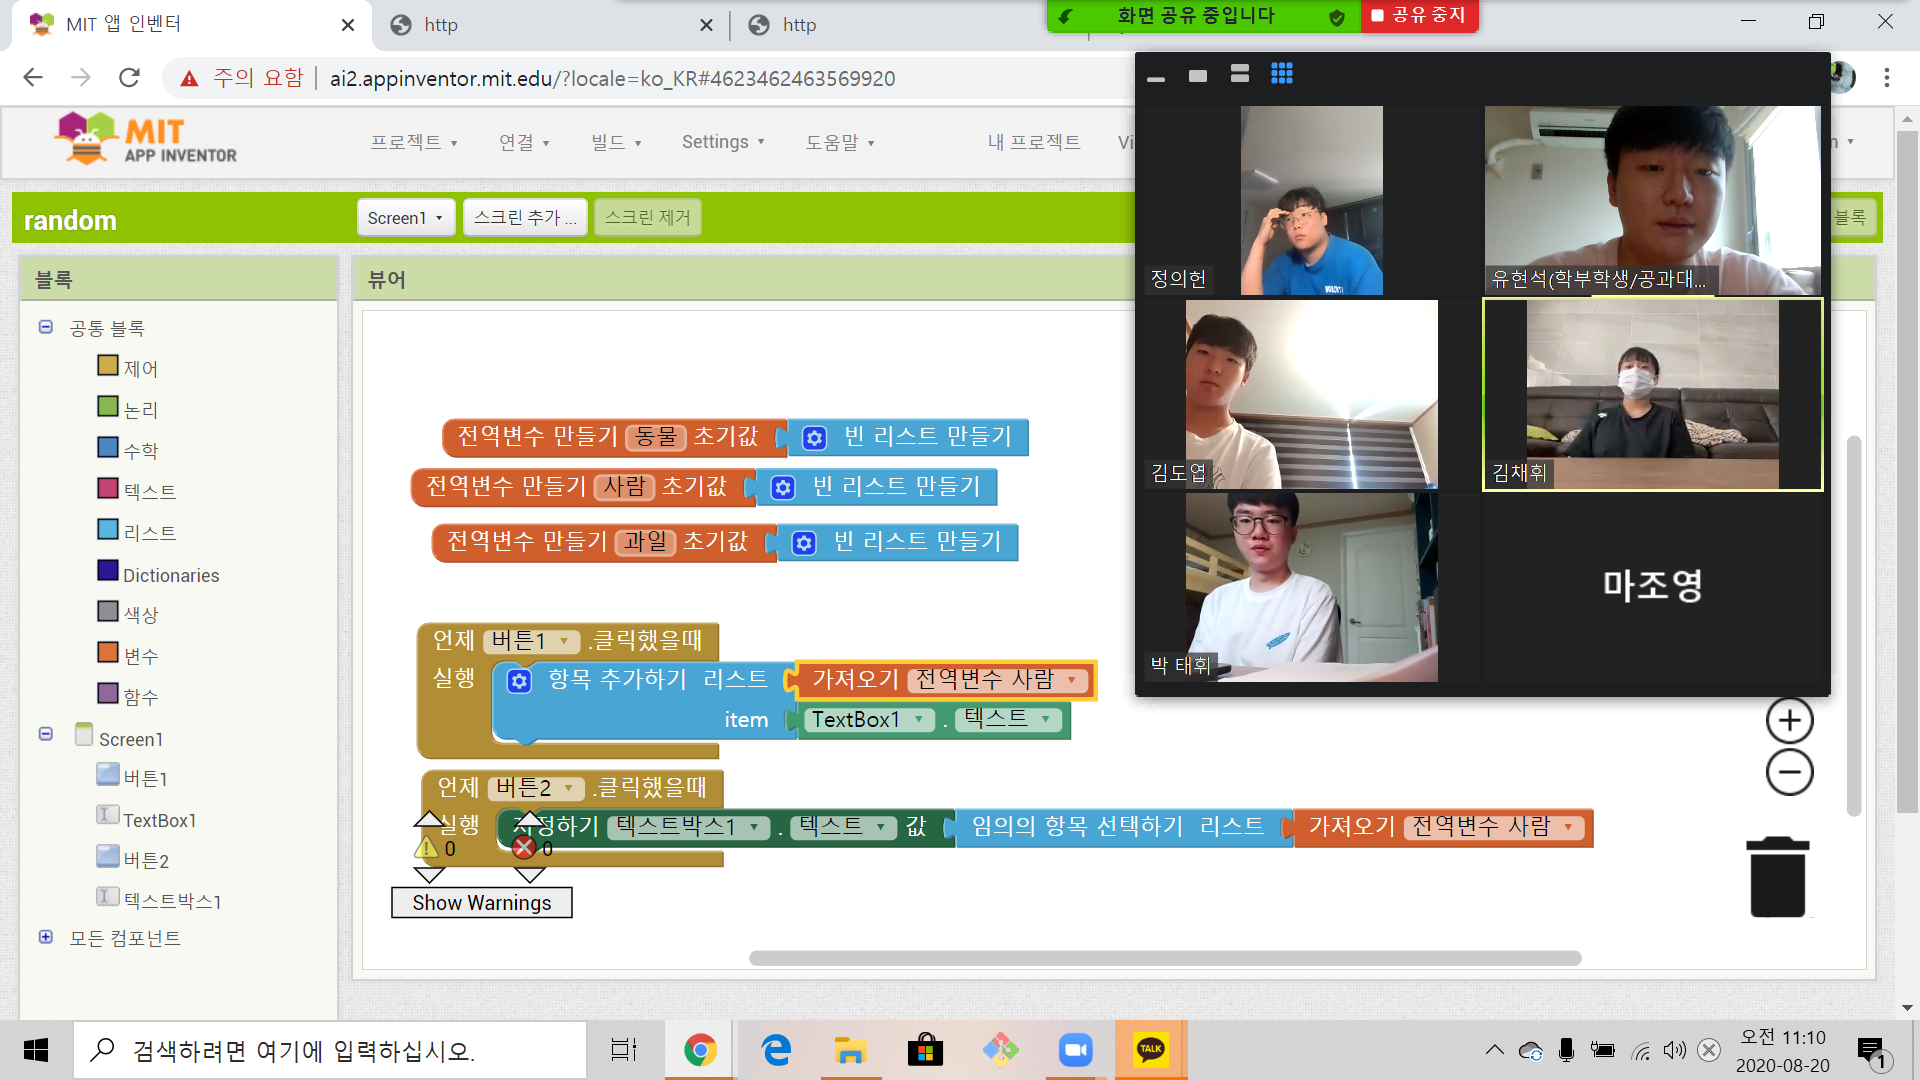 MIT 앱 인벤터
http
http
화면 공유 중입니다
공유 중지
주의 요함
ai2.appinventor.mit.edu/?locale=ko_KR#4623462463569920
MIT
APP INVENTOR
프로젝트
연결
빌드
Settings
도움말
내 프로젝트
random
Screen1
스크린 추가 ...
스크린 제거
블록
블록
뷰어
공통 블록
제어
논리
수학
텍스트
리스트
Dictionaries
색상
변수
함수
Screen1
버튼1
TextBox1
버튼2
텍스트박스1
모든 컴포넌트
전역변수 만들기 동물 초기값 빈 리스트 만들기
전역변수 만들기 사람 초기값 빈 리스트 만들기
전역변수 만들기 과일 초기값 빈 리스트 만들기
언제 버튼1 .클릭했을때
실행 항목 추가하기 리스트 가져오기 전역변수 사람
item TextBox1 . 텍스트
언제 버튼2 .클릭했을때
실행 지정하기 텍스트박스1 . 텍스트 값 임의의 항목 선택하기 리스트 가져오기 전역변수 사람
0 0
Show Warnings
정의헌
유현석(학부학생/공과대...
김도엽
김채휘
박 태휘
마조영
검색하려면 여기에 입력하십시오.
TALK
오전 11:10
2020-08-20
1